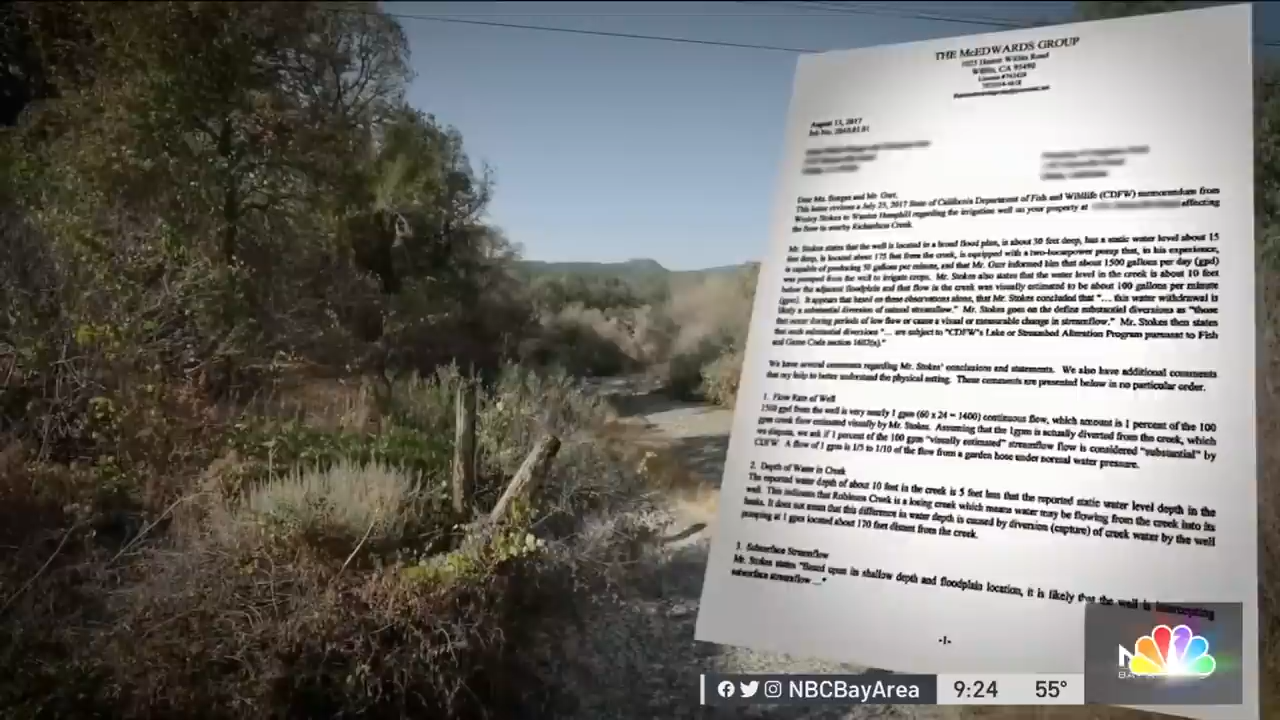 THE McEDWARDS GROUP
Willits, CA 95490
August 13, 2017
Job No. 2040.01.01
Dear Ms. and Mr. Gurr,
This letter reviews a July 25, 2017 State of California Department of Fish and Wildlife (CDFW) memorandum from
Wesley Stokes to Warren Hemphill regarding the irrigation well on your property at affecting
the flow in nearby Richardson Creek.
Mr. Stokes states that the well is located in a broad flood plan, is about 30 feet deep, has a static water level about 15
feet deep, is located about 175 feet from the creek, is equipped with a two-horsepower pump that, in his experience,
is capable of producing 50 gallons per minute, and that Mr. Gurr informed him that about 1500 gallons per day (gpd)
was pumped from the well to irrigate crops. Mr. Stokes also states that the water level in the creek is about 10 feet
below the adjacent floodplain and that flow in the creek was visually estimated to be about 100 gallons per minute
(gpm). It appears that based on these observations alone, that Mr. Stokes concluded that "... this water withdrawal is
likely a substantial diversion of natural streamflow." Mr. Stokes goes on the define substantial diversions as "those
that occur during periods of low flow or cause a visual or measurable change in streamflow." Mr. Stokes then states
that such substantial diversions "... are subject to "CDFW's Lake or Streambed Alteration Program pursuant to Fish
and Game Code section 1602(a)."
We have several comments regarding Mr. Stokes' conclusions and statements. We also have additional comments
that my help to better understand the physical setting. These comments are presented below in no particular order.
1. Flow Rate of Well
1500 gpd from the well is very nearly 1 gpm (60 x 24 = 1400) continuous flow, which amount is 1 percent of the 100
gpm creek flow estimated visually by Mr. Stokes. Assuming that the 1gpm is actually diverted from the creek, which
we dispute, we ask if 1 percent of the 100 gpm "visually estimated" streamflow flow is considered "substantial" by
CDFW. A flow of 1 gpm is 1/5 to 1/10 of the flow from a garden hose under normal water pressure.
2. Depth of Water in Creek
The reported water depth of about 10 feet in the creek is 5 feet less that the reported static water level depth in the
well. This indicates that Robinson Creek is a losing creek which means water may be flowing from the creek into its
banks. It does not mean that this difference in water depth is caused by diversion (capture) of creek water by the well
pumping at 1 gpm located about 170 feet distant from the creek.
3. Subsurface Streamflow
Mr. Stokes states "Based upon its shallow depth and floodplain location, it is likely that the well is intercepting
subsurface streamflow ..."
-1-
NBCBayArea
9:24
55°